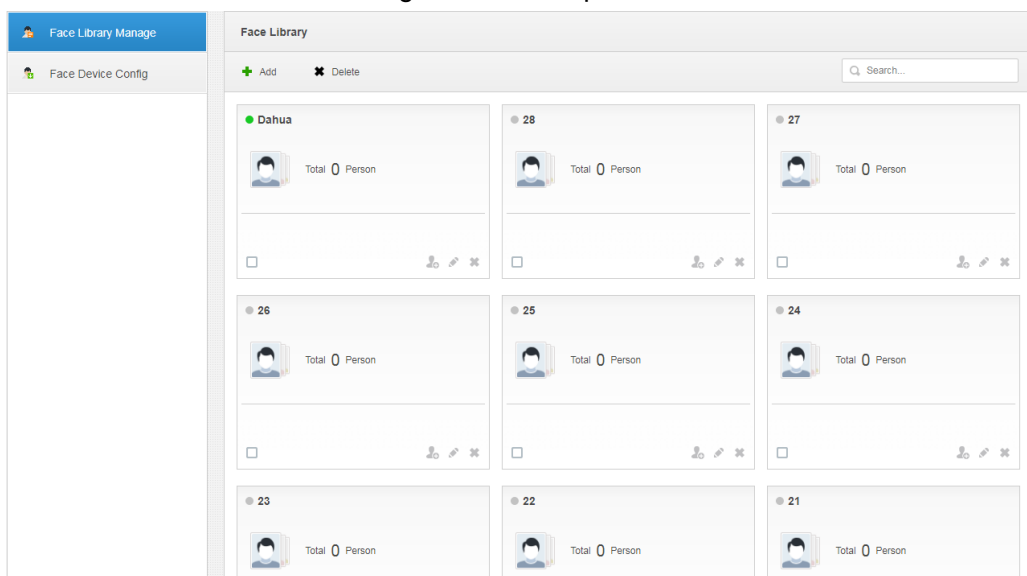 Face Library Manage
Face Device Config
Face Library
Add Delete Search...
Dahua 28 27
Total 0 Person Total 0 Person Total 0 Person
26 25 24
Total 0 Person Total 0 Person Total 0 Person
23 22 21
Total 0 Person Total 0 Person Total 0 Person